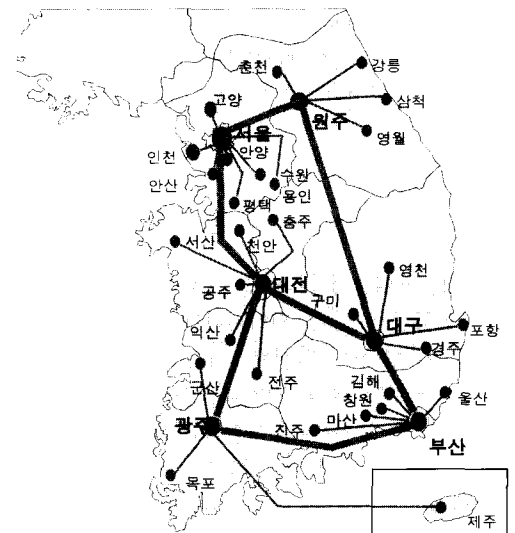 춘천
강릉
고양
삼척
서울
원주
영월
인천
안양
안산
수원
용인
평택
충주
서산
천안
영천
대전
공주
구미
대구
포항
경주
익산
김해
군산
전주
창원
울산
마산
광주
진주
부산
목포
제주